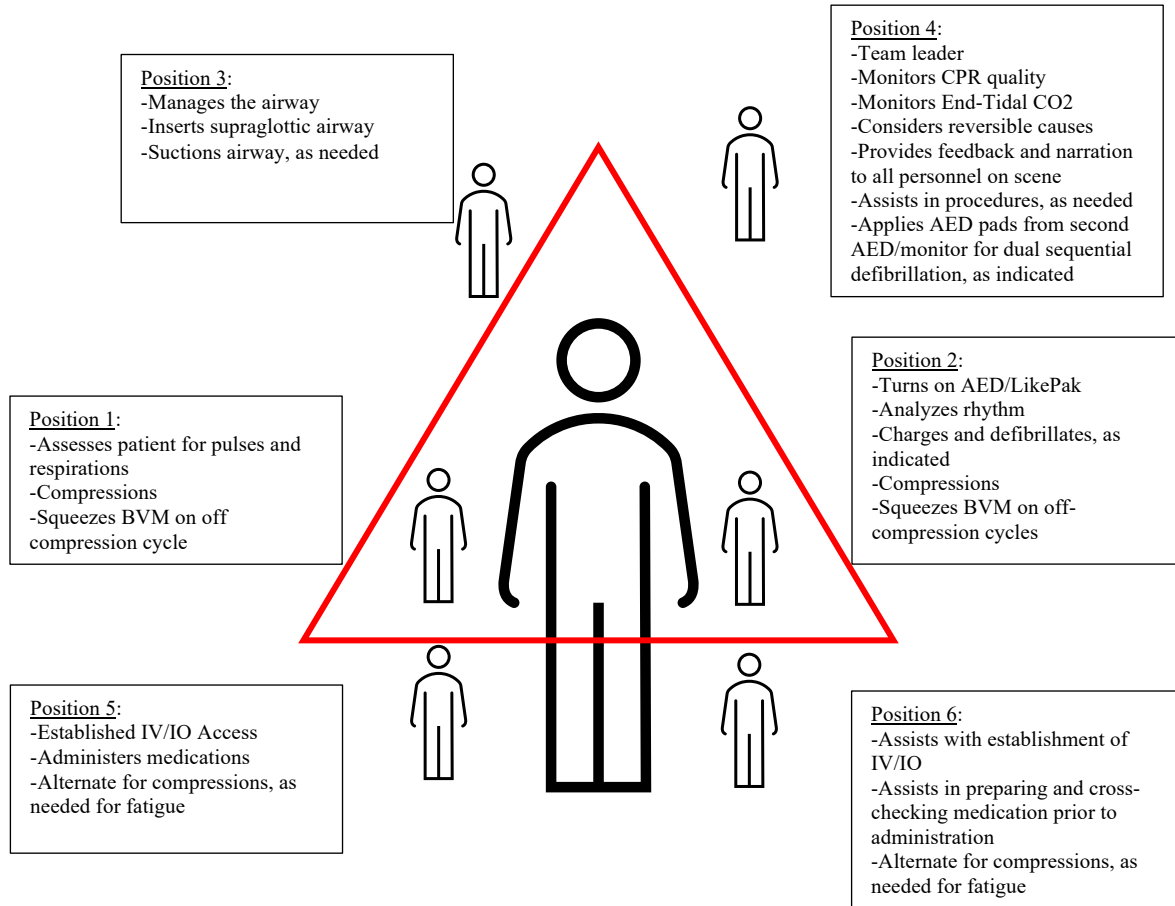 Position 3:
-Manages the airway
-Inserts supraglottic airway
-Suctions airway, as needed
Position 4:
-Team leader
-Monitors CPR quality
-Monitors End-Tidal CO2
-Considers reversible causes
-Provides feedback and narration
to all personnel on scene
-Assists in procedures, as needed
-Applies AED pads from second
AED/monitor for dual sequential
defibrillation, as indicated
Position 1:
-Assesses patient for pulses and
respirations
-Compressions
-Squeezes BVM on off
compression cycle
Position 2:
-Turns on AED/LikePak
-Analyzes rhythm
-Charges and defibrillates, as
indicated
-Compressions
-Squeezes BVM on off-
compression cycles
Position 5:
-Established IV/IO Access
-Administers medications
-Alternate for compressions, as
needed for fatigue
Position 6:
-Assists with establishment of
IV/IO
-Assists in preparing and cross-
checking medication prior to
administration
-Alternate for compressions, as
needed for fatigue